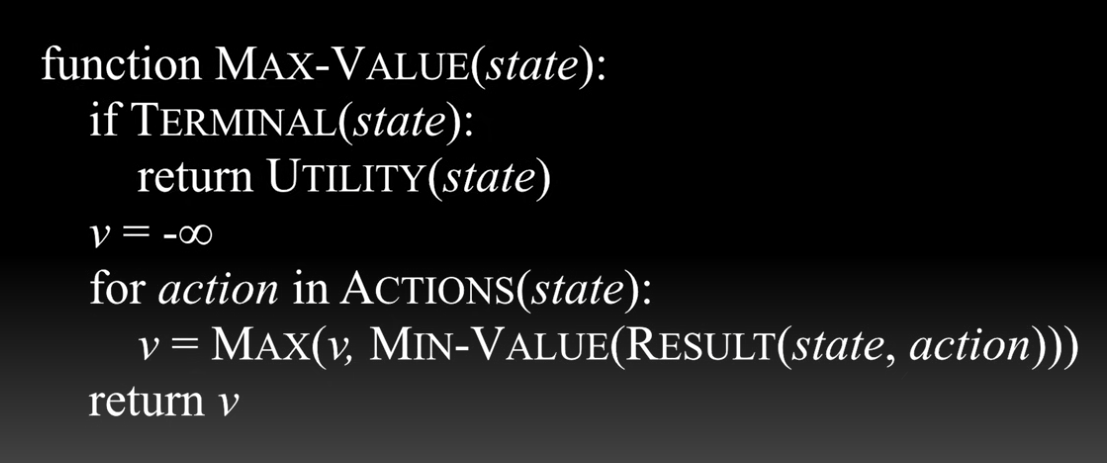 function MAX-VALUE(state):
if TERMINAL(state):
return UTILITY(state)
v = -∞
for action in ACTIONS(state):
v = MAX(v, MIN-VALUE(RESULT(state, action)))
return v